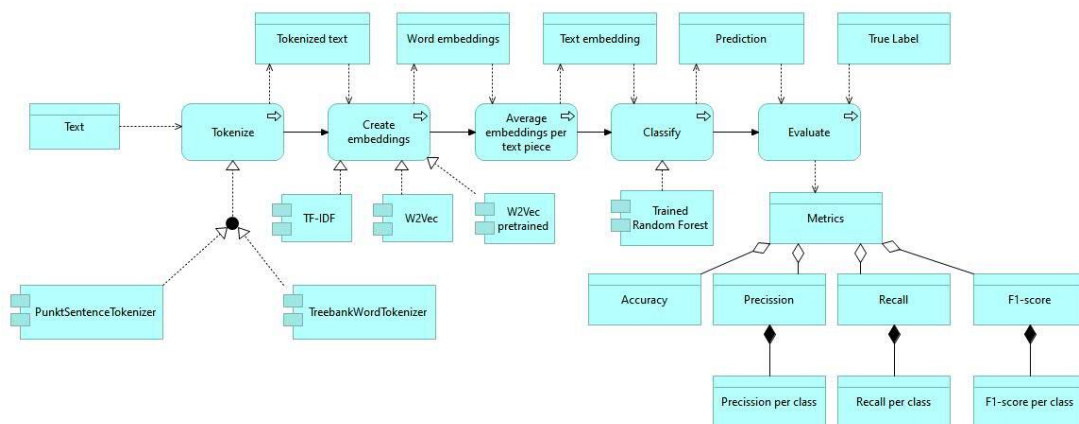 Tokenized text
Word embeddings
Text embedding
Prediction
True Label
Text
Tokenize
Create
embeddings
Average
embeddings per
text piece
Classify
Evaluate
TF-IDF
W2Vec
W2Vec
pretrained
Trained
Random Forest
Metrics
PunktSentenceTokenizer
TreebankWordTokenizer
Accuracy
Precission
Recall
F1-score
Precission per class
Recall per class
F1-score per class